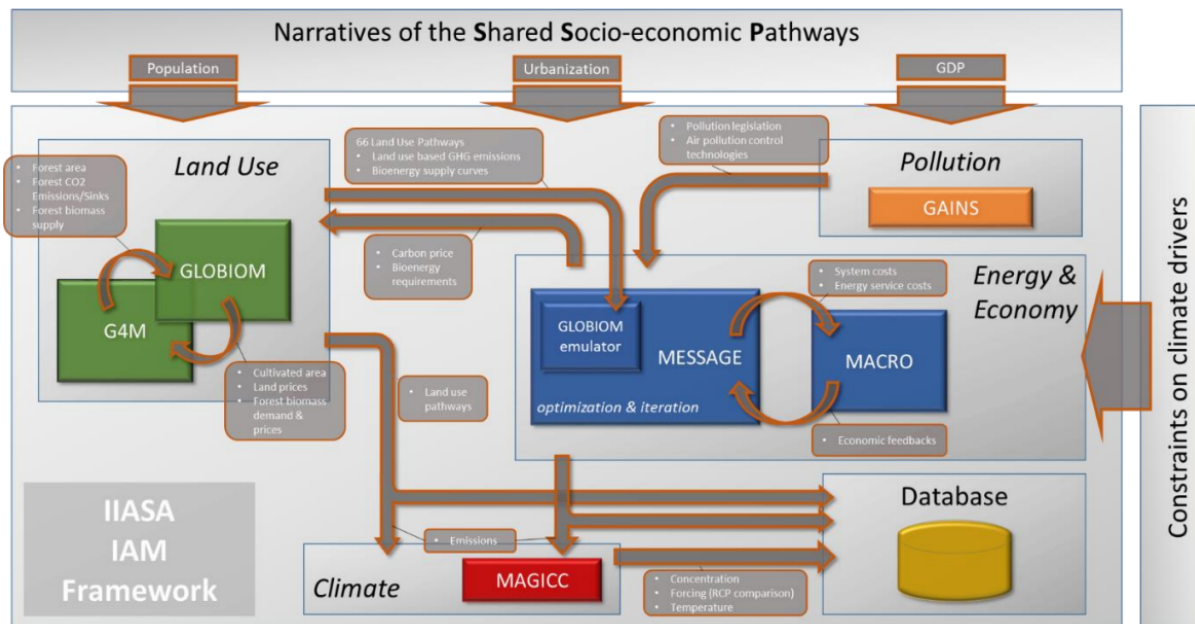 Narratives of the Shared Socio-economic Pathways
Population
Urbanization
GDP
Land Use
• Forest area
• Forest CO2
Emissions/Sinks
• Forest biomass
supply
GLOBIOM
G4M
• Cultivated area
• Land prices
• Forest biomass
demand &
prices
66 Land Use Pathways
• Land use based GHG emissions
• Bioenergy supply curves
• Carbon price
• Bioenergy
requirements
• Pollution legislation
• Air pollution control
technologies
Pollution
GAINS
Energy &
Economy
• System costs
• Energy service costs
GLOBIOM
emulator
MESSAGE
MACRO
optimization & iteration
• Economic feedbacks
• Land use
pathways
IIASA
IAM
Framework
• Emissions
Climate
MAGICC
• Concentration
• Forcing (RCP comparison)
• Temperature
Database
Constraints on climate drivers